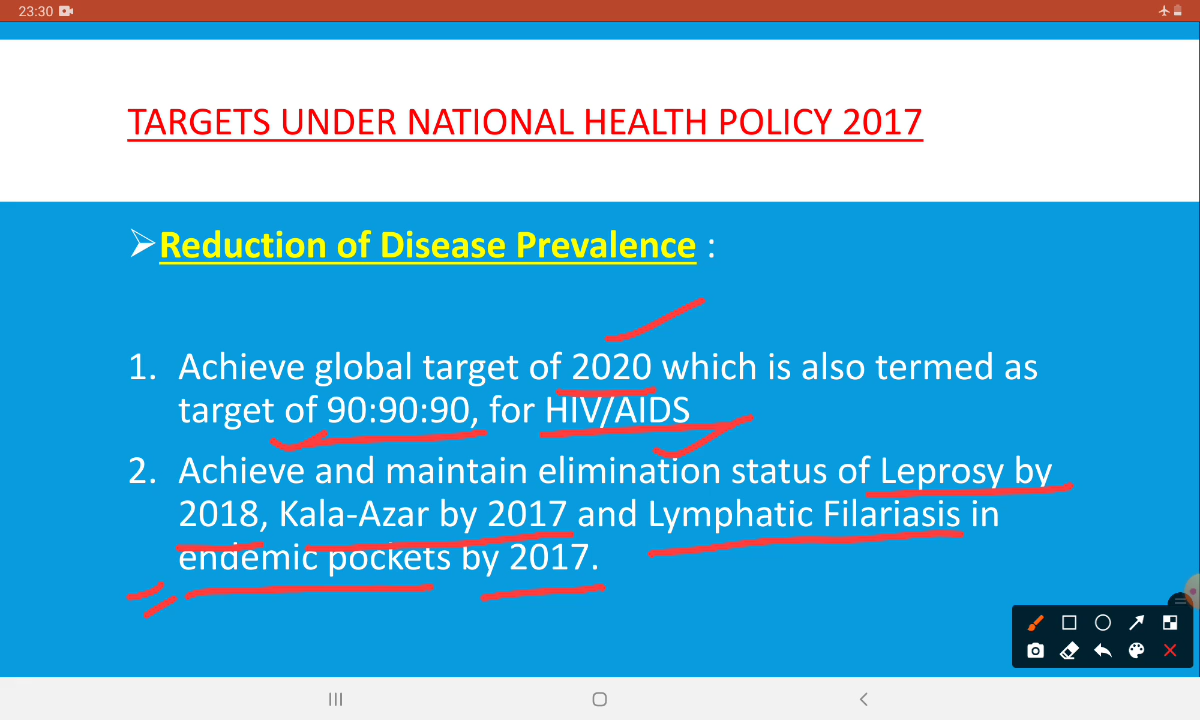 23:30
TARGETS UNDER NATIONAL HEALTH POLICY 2017
Reduction of Disease Prevalence :
1. Achieve global target of 2020 which is also termed as
target of 90:90:90, for HIV/AIDS
2. Achieve and maintain elimination status of Leprosy by
2018, Kala-Azar by 2017 and Lymphatic Filariasis in
endemic pockets by 2017.